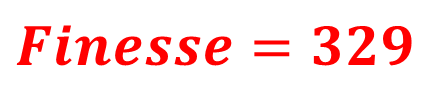 Finesse = 329